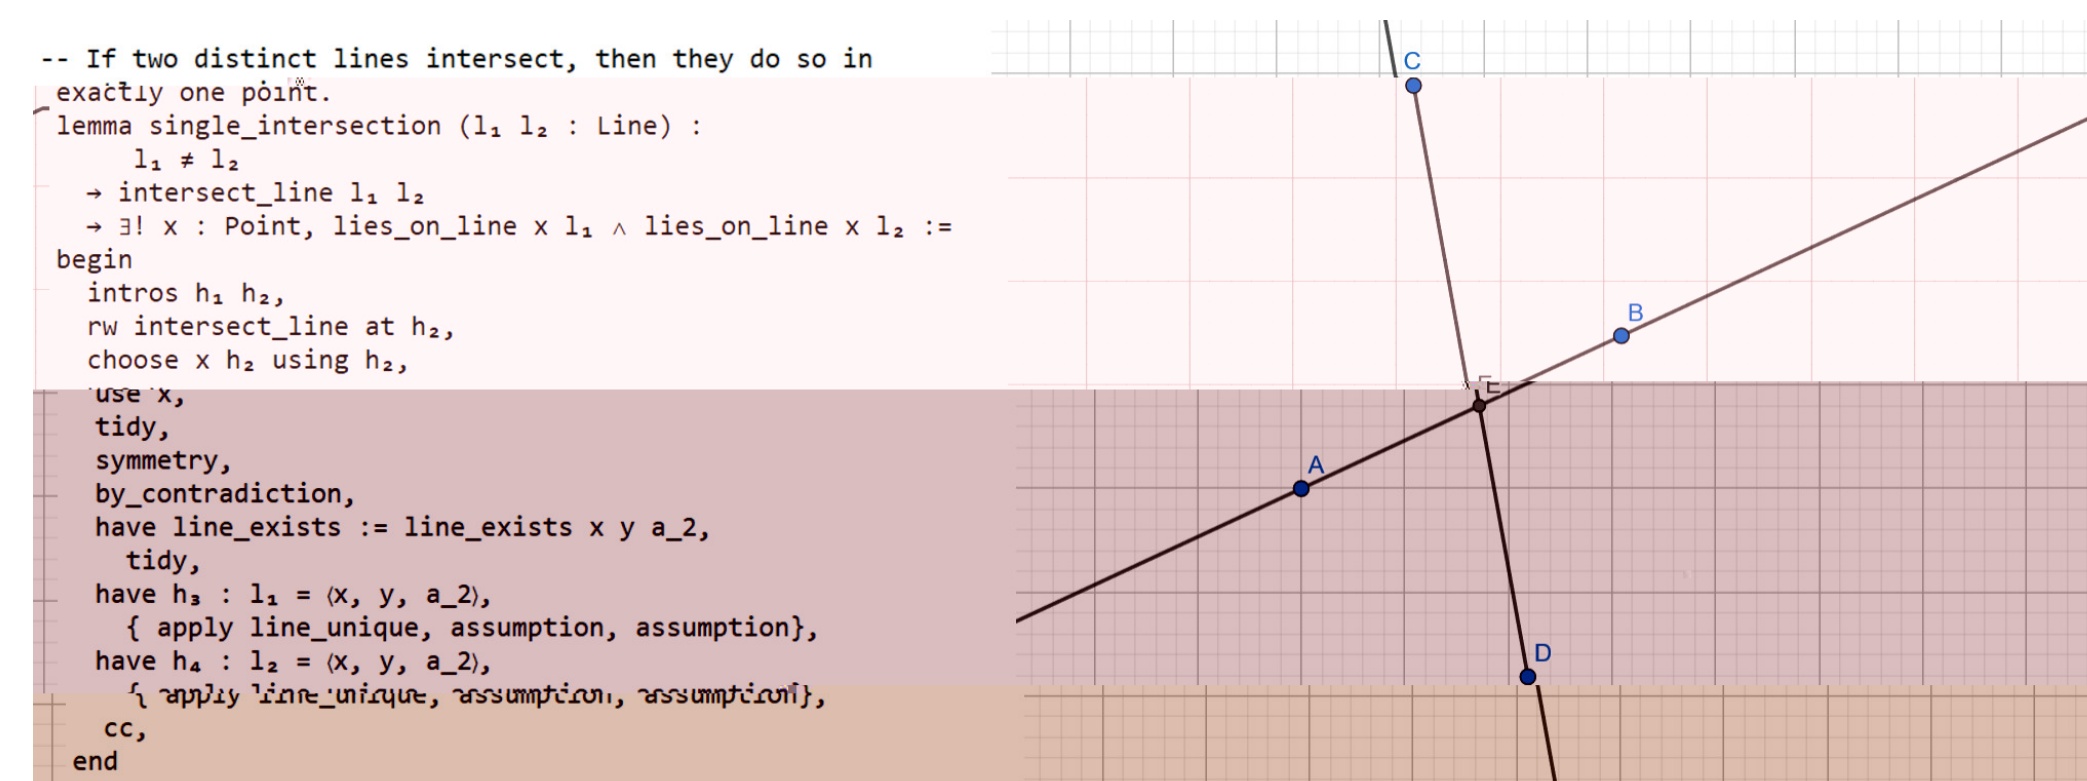 -- If two distinct lines intersect, then they do so in
exactly one point.
lemma single_intersection (l₁ l₂ : Line) :
l₁ ≠ l₂
→ intersect_line l₁ l₂
→ ∃! x : Point, lies_on_line x l₁ ∧ lies_on_line x l₂ :=
begin
intros h₁ h₂,
rw intersect_line at h₂,
choose x h₂ using h₂,
use x,
tidy,
symmetry,
by_contradiction,
have line_exists := line_exists x y a_2,
tidy,
have h₃ : l₁ = ⟨x, y, a_2⟩,
{ apply line_unique, assumption, assumption},
have h₄ : l₂ = ⟨x, y, a_2⟩,
{ apply line_unique, assumption, assumption},
cc,
end
C
B
E
A
D